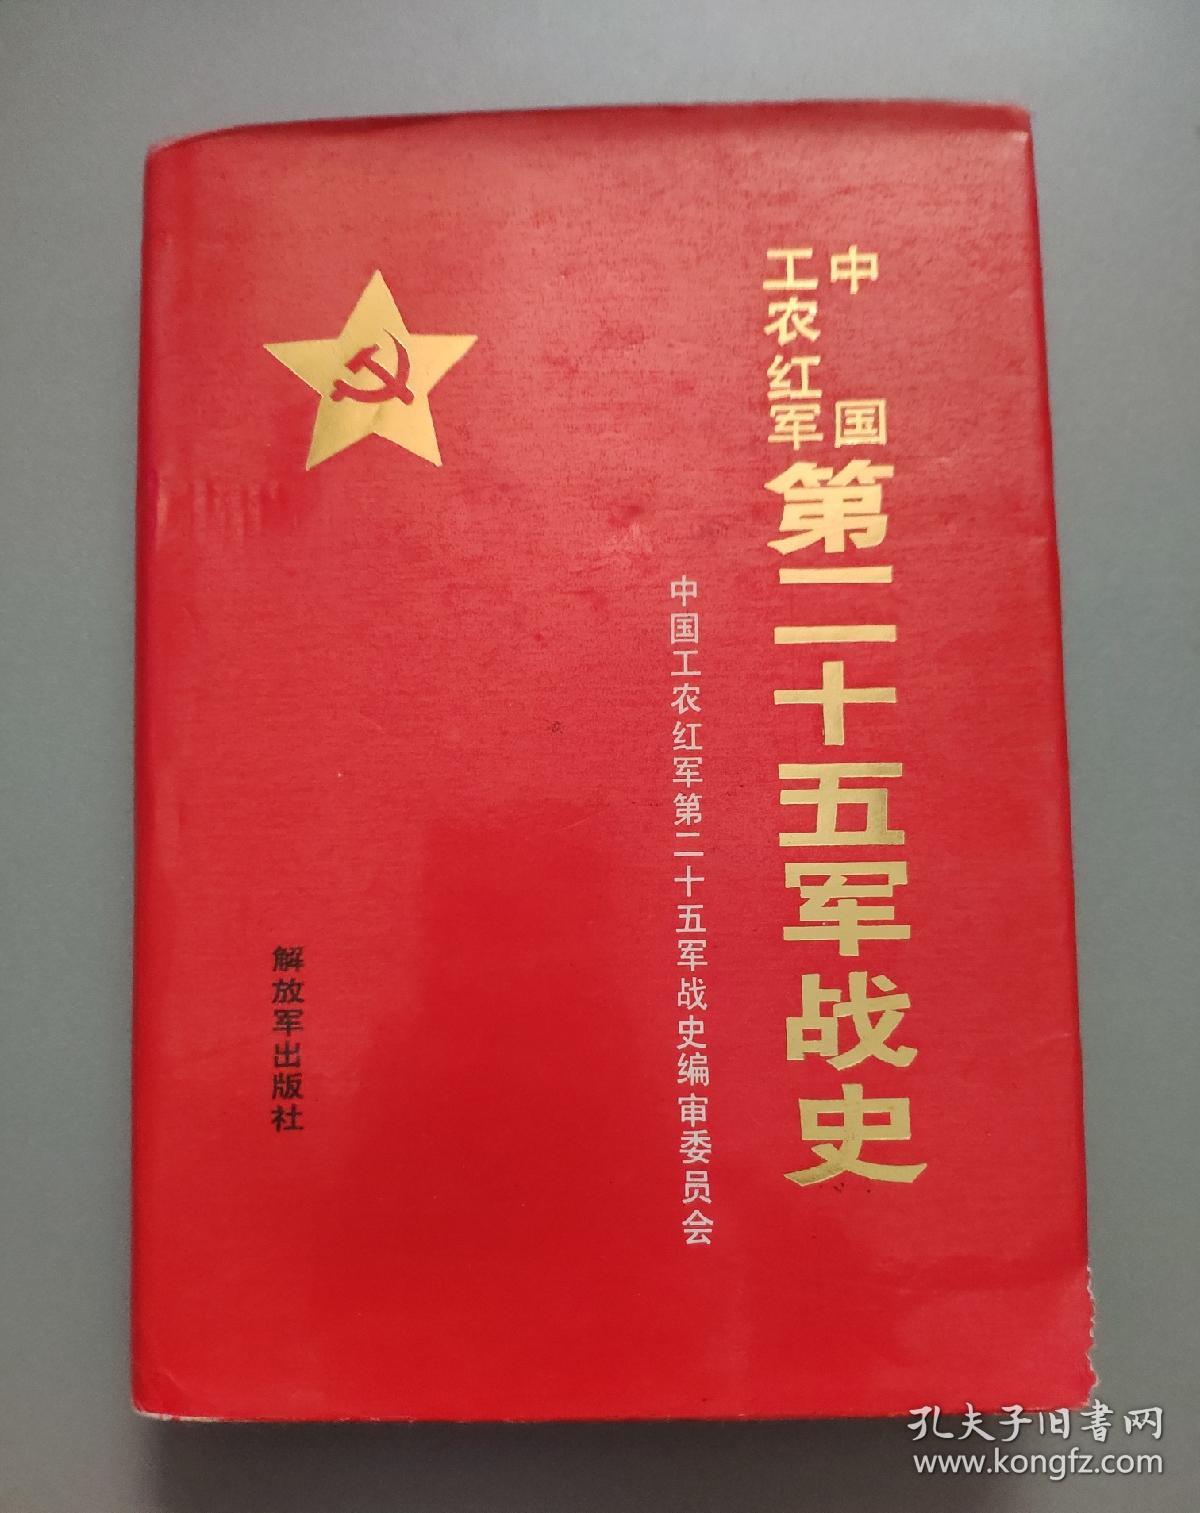 中国
工农红军
第二十五军战史
中国工农红军第二十五军战史编审委员会
解放军出版社
孔夫子旧书网
www.kongfz.com